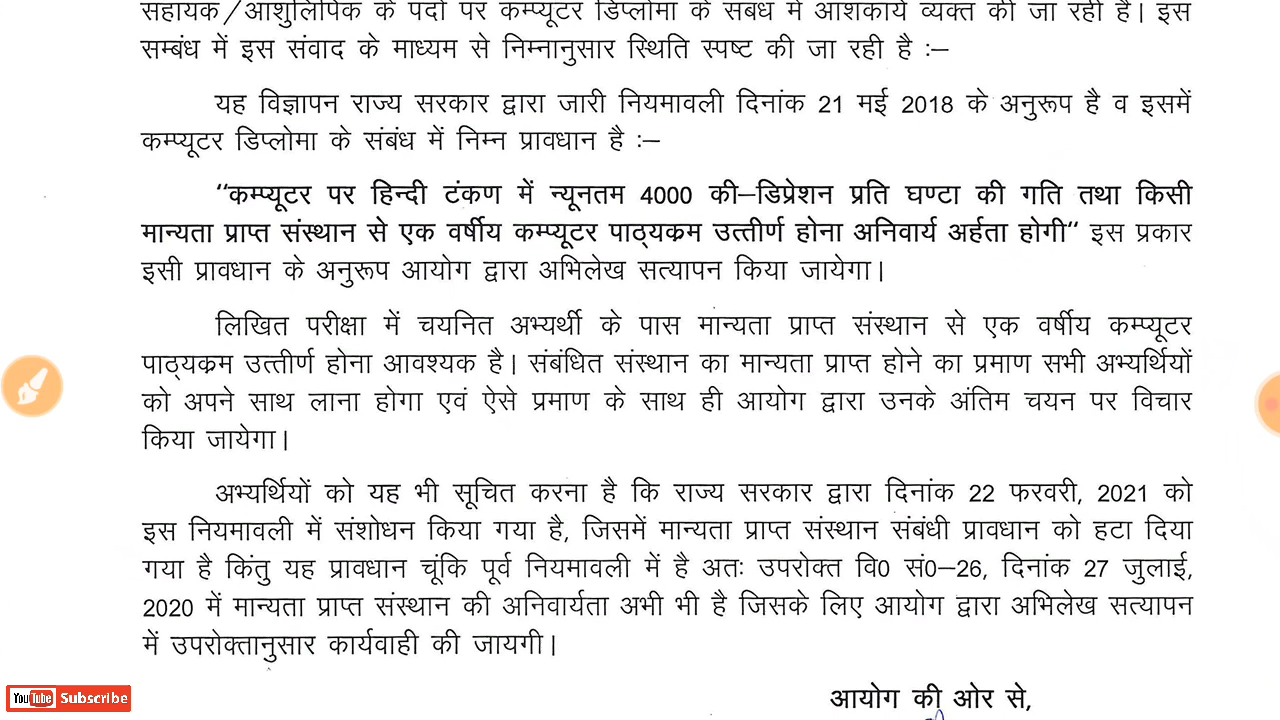 सहायक/आशुलिपिक के पदों पर कम्प्यूटर डिप्लोमा के संबंध में आशंकायें व्यक्त की जा रही है। इस
सम्बंध में इस संवाद के माध्यम से निम्नानुसार स्थिति स्पष्ट की जा रही है :–
यह विज्ञापन राज्य सरकार द्वारा जारी नियमावली दिनांक 21 मई 2018 के अनुरूप है व इसमें
कम्प्यूटर डिप्लोमा के संबंध में निम्न प्रावधान है :–
“कम्प्यूटर पर हिन्दी टंकण में न्यूनतम 4000 की–डिप्रेशन प्रति घण्टा की गति तथा किसी
मान्यता प्राप्त संस्थान से एक वर्षीय कम्प्यूटर पाठ्यक्रम उत्तीर्ण होना अनिवार्य अर्हता होगी” इस प्रकार
इसी प्रावधान के अनुरूप आयोग द्वारा अभिलेख सत्यापन किया जायेगा।
लिखित परीक्षा में चयनित अभ्यर्थी के पास मान्यता प्राप्त संस्थान से एक वर्षीय कम्प्यूटर
पाठ्यक्रम उत्तीर्ण होना आवश्यक है। संबंधित संस्थान का मान्यता प्राप्त होने का प्रमाण सभी अभ्यर्थियों
को अपने साथ लाना होगा एवं ऐसे प्रमाण के साथ ही आयोग द्वारा उनके अंतिम चयन पर विचार
किया जायेगा।
अभ्यर्थियों को यह भी सूचित करना है कि राज्य सरकार द्वारा दिनांक 22 फरवरी, 2021 को
इस नियमावली में संशोधन किया गया है, जिसमें मान्यता प्राप्त संस्थान संबंधी प्रावधान को हटा दिया
गया है किंतु यह प्रावधान चूंकि पूर्व नियमावली में है अतः उपरोक्त वि0 सं0–26, दिनांक 27 जुलाई,
2020 में मान्यता प्राप्त संस्थान की अनिवार्यता अभी भी है जिसके लिए आयोग द्वारा अभिलेख सत्यापन
में उपरोक्तानुसार कार्यवाही की जायगी।
आयोग की ओर से,
YouTube Subscribe